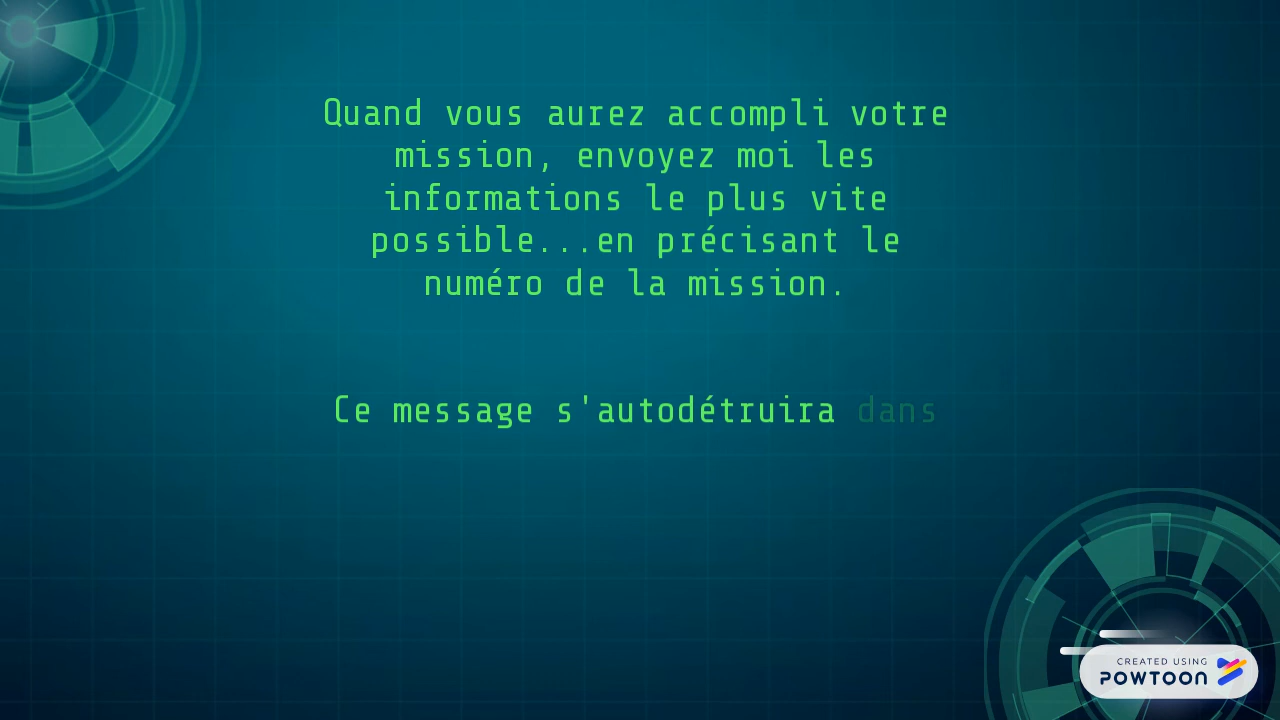 Quand vous aurez accompli votre
mission, envoyez moi les
informations le plus vite
possible...en précisant le
numéro de la mission.
Ce message s'autodétruira dans
CREATED USING
POWTOON